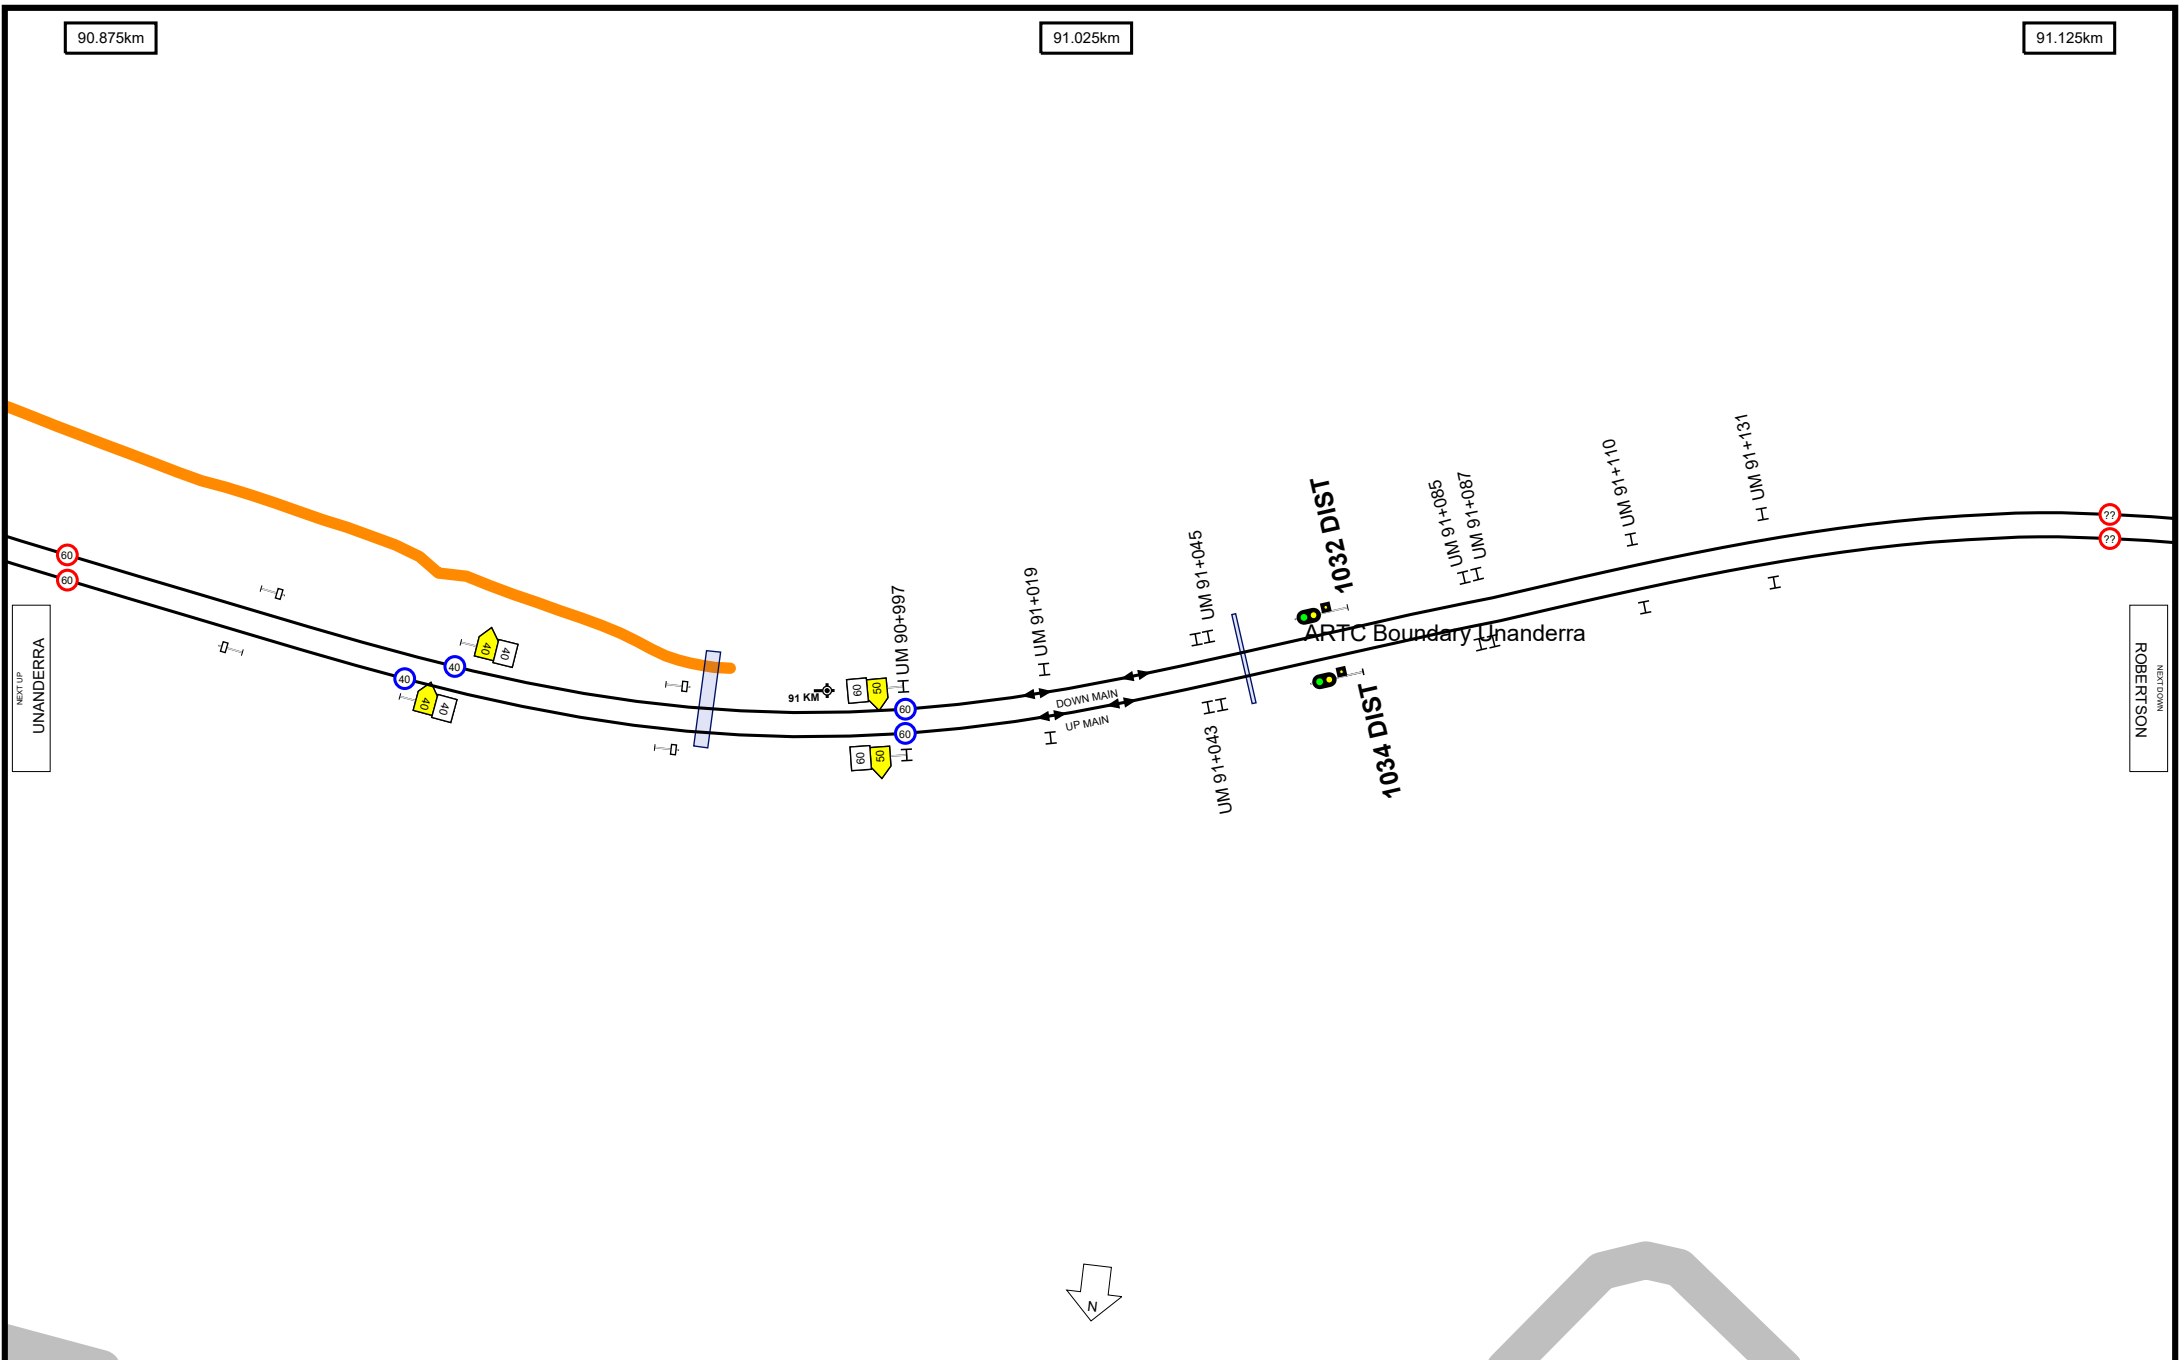 90.875km
91.025km
91.125km
UM 91+131
UM 91+110
UM 91+087
UM 91+085
1032 DIST
UM 91+045
UM 91+019
UM 90+997
??
??
60
60
ARTC Boundary Unanderra
NEXT UP
UNANDERRA
NEXT DOWN
ROBERTSON
40
40
40
40
40
40
91 KM
60
50
60
60
DOWN MAIN
UP MAIN
60
50
UM 91+043
1034 DIST
N